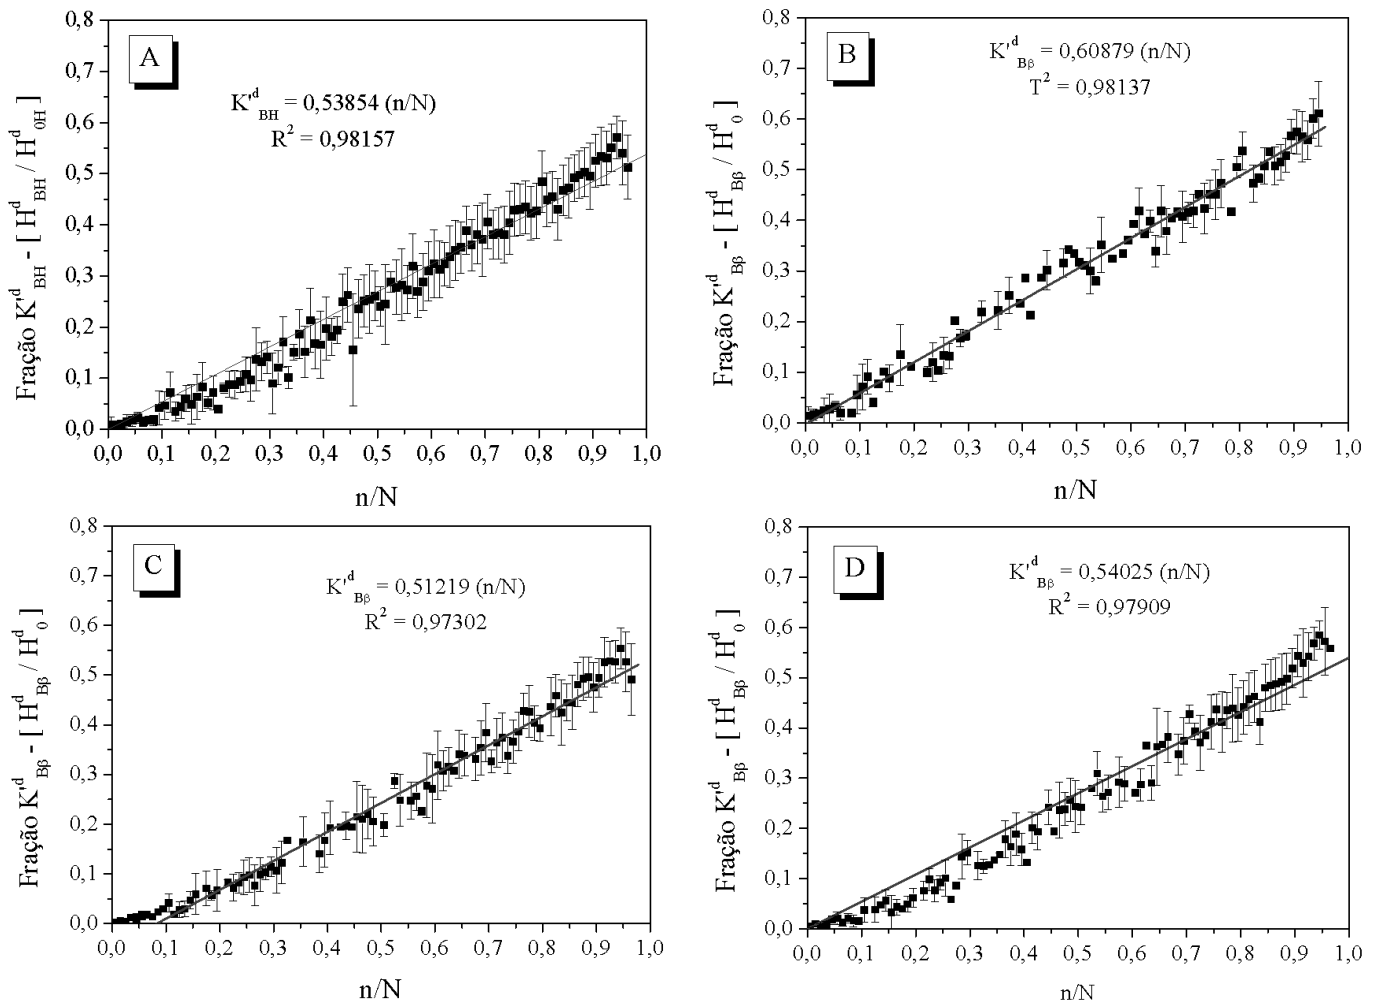 A
K'^d_BH = 0,53854 (n/N)
R^2 = 0,98157
Fração K'^d_BH - [ H^d_BH / H^d_0H ]
0,8
0,7
0,6
0,5
0,4
0,3
0,2
0,1
0,0
0,0 0,1 0,2 0,3 0,4 0,5 0,6 0,7 0,8 0,9 1,0
n/N
B
K'^d_Bβ = 0,60879 (n/N)
T^2 = 0,98137
Fração K'^d_Bβ - [ H^d_Bβ / H^d_0 ]
0,8
0,7
0,6
0,5
0,4
0,3
0,2
0,1
0,0
0,0 0,1 0,2 0,3 0,4 0,5 0,6 0,7 0,8 0,9 1,0
n/N
C
K'^d_Bβ = 0,51219 (n/N)
R^2 = 0,97302
Fração K'^d_Bβ - [ H^d_Bβ / H^d_0 ]
0,8
0,7
0,6
0,5
0,4
0,3
0,2
0,1
0,0
0,0 0,1 0,2 0,3 0,4 0,5 0,6 0,7 0,8 0,9 1,0
n/N
D
K'^d_Bβ = 0,54025 (n/N)
R^2 = 0,97909
Fração K'^d_Bβ - [ H^d_Bβ / H^d_0 ]
0,8
0,7
0,6
0,5
0,4
0,3
0,2
0,1
0,0
0,0 0,1 0,2 0,3 0,4 0,5 0,6 0,7 0,8 0,9 1,0
n/N